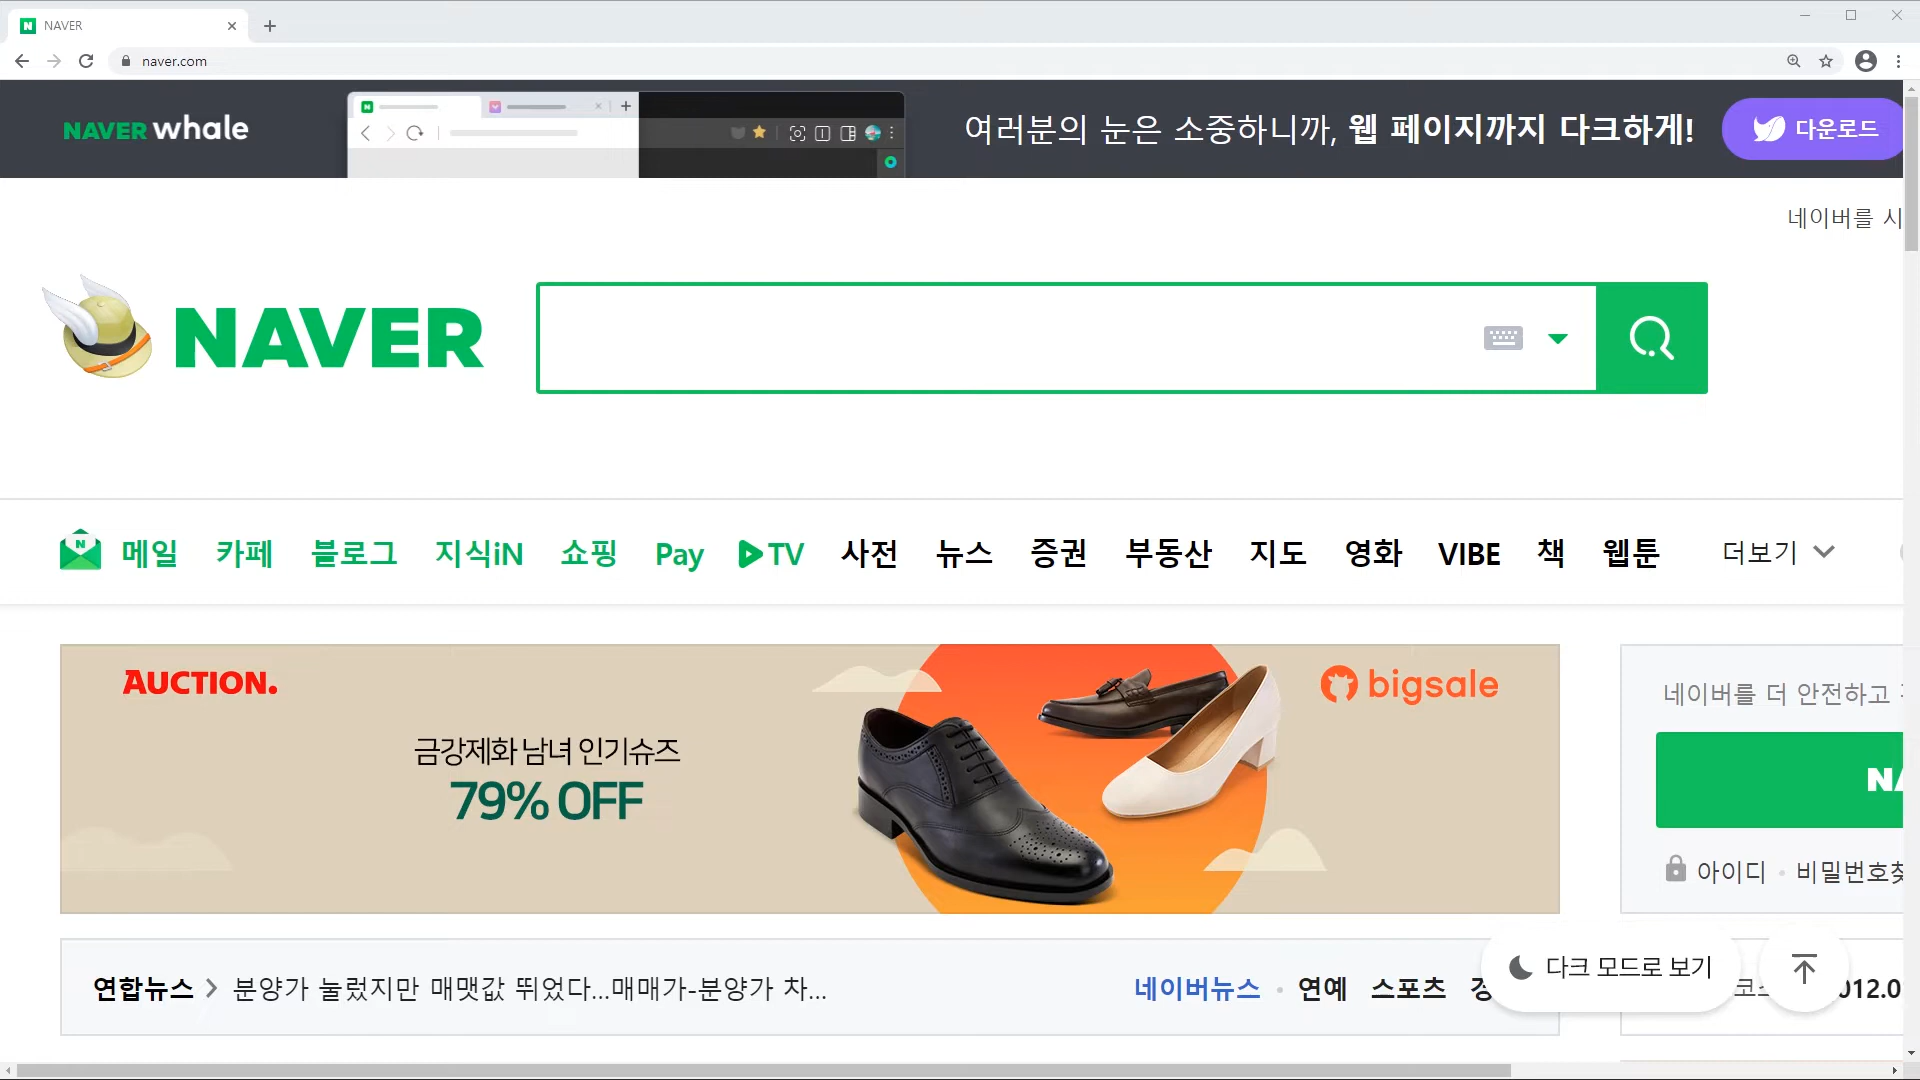 NAVER
naver.com
NAVER whale
여러분의 눈은 소중하니까, 웹 페이지까지 다크하게!
다운로드
네이버를 시
NAVER
메일 카페 블로그 지식iN 쇼핑 Pay TV 사전 뉴스 증권 부동산 지도 영화 VIBE 책 웹툰 더보기
AUCTION.
bigsale
금강제화 남녀 인기슈즈
79% OFF
네이버를 더 안전하고
NA
아이디 · 비밀번호찾
연합뉴스 > 분양가 눌렀지만 매맷값 뛰었다...매매가-분양가 차...
네이버뉴스 · 연예 스포츠 경
다크 모드로 보기
012.0